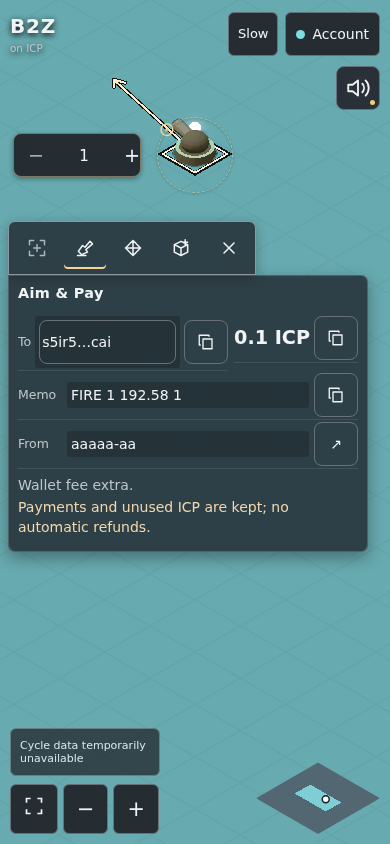 B2Z
on ICP
Slow
Account
− 1 +
Aim & Pay
To s5ir5...cai 0.1 ICP
Memo FIRE 1 192.58 1
From aaaaa-aa ↗
Wallet fee extra.
Payments and unused ICP are kept; no
automatic refunds.
Cycle data temporarily
unavailable
− +